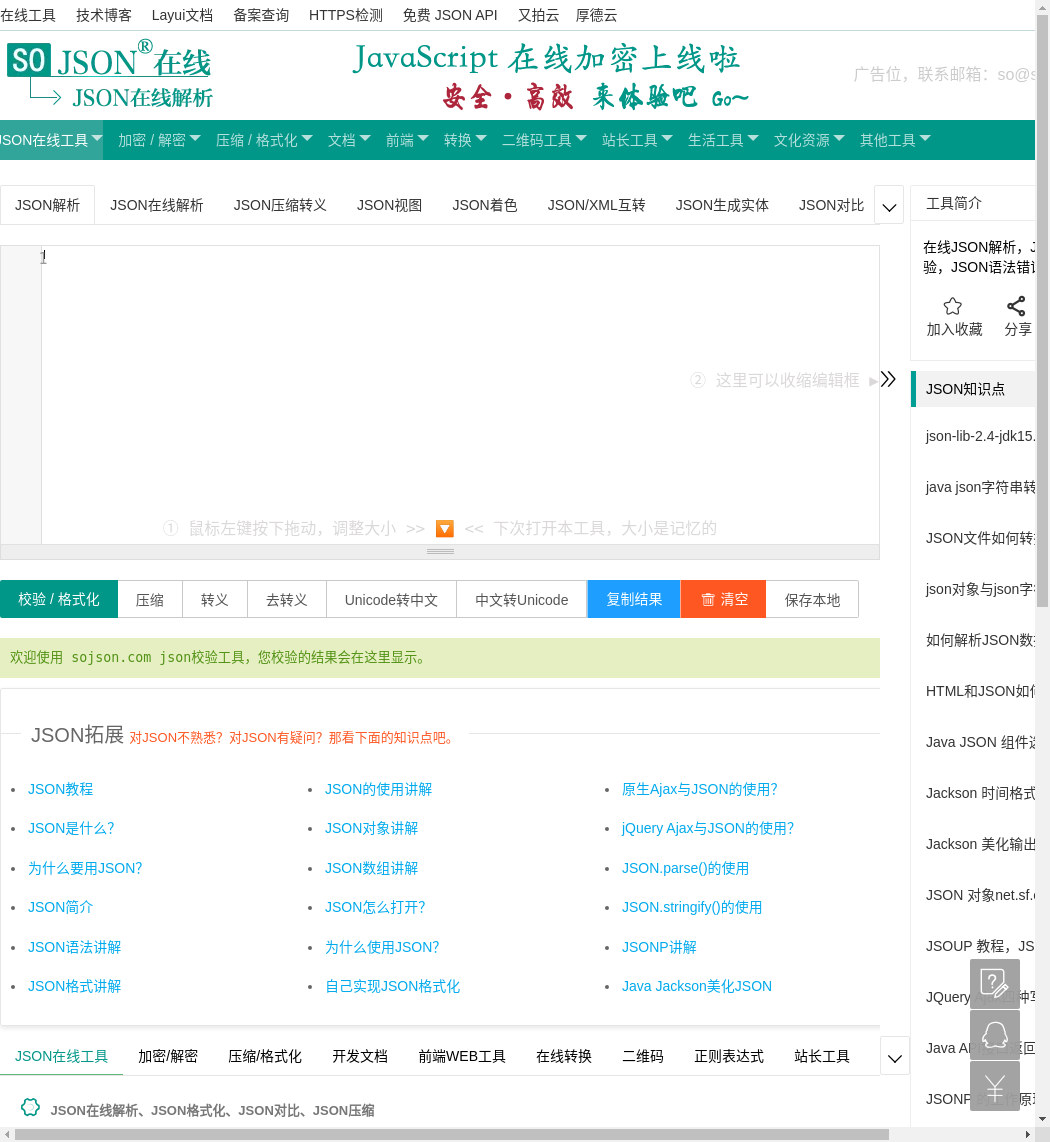 在线工具 技术博客 Layui文档 备案查询 HTTPS检测 免费 JSON API 又拍云 厚德云
SO JSON®在线
JSON在线解析
JavaScript 在线加密上线啦
安全·高效 来体验吧 Go~
广告位，联系邮箱：so@s
JSON在线工具 加密 / 解密 压缩 / 格式化 文档 前端 转换 二维码工具 站长工具 生活工具 文化资源 其他工具
JSON解析 JSON在线解析 JSON压缩转义 JSON视图 JSON着色 JSON/XML互转 JSON生成实体 JSON对比
1
② 这里可以收缩编辑框 ▶
① 鼠标左键按下拖动，调整大小 >> 🔽 << 下次打开本工具，大小是记忆的
校验 / 格式化 压缩 转义 去转义 Unicode转中文 中文转Unicode 复制结果 清空 保存本地
欢迎使用 sojson.com json校验工具，您校验的结果会在这里显示。
JSON拓展 对JSON不熟悉？对JSON有疑问？那看下面的知识点吧。
JSON教程 JSON的使用讲解 原生Ajax与JSON的使用？
JSON是什么？ JSON对象讲解 jQuery Ajax与JSON的使用？
为什么要用JSON？ JSON数组讲解 JSON.parse()的使用
JSON简介 JSON怎么打开？ JSON.stringify()的使用
JSON语法讲解 为什么使用JSON？ JSONP讲解
JSON格式讲解 自己实现JSON格式化 Java Jackson美化JSON
JSON在线工具 加密/解密 压缩/格式化 开发文档 前端WEB工具 在线转换 二维码 正则表达式 站长工具
JSON在线解析、JSON格式化、JSON对比、JSON压缩
工具简介
在线JSON解析，J
验，JSON语法错
加入收藏 分享
JSON知识点
json-lib-2.4-jdk15.
java json字符串转
JSON文件如何转
json对象与json字
如何解析JSON数
HTML和JSON如
Java JSON 组件
Jackson 时间格式
Jackson 美化输出
JSON 对象net.sf.
JSOUP 教程，JS
JQuery
Java AP 返回
JSONP 原